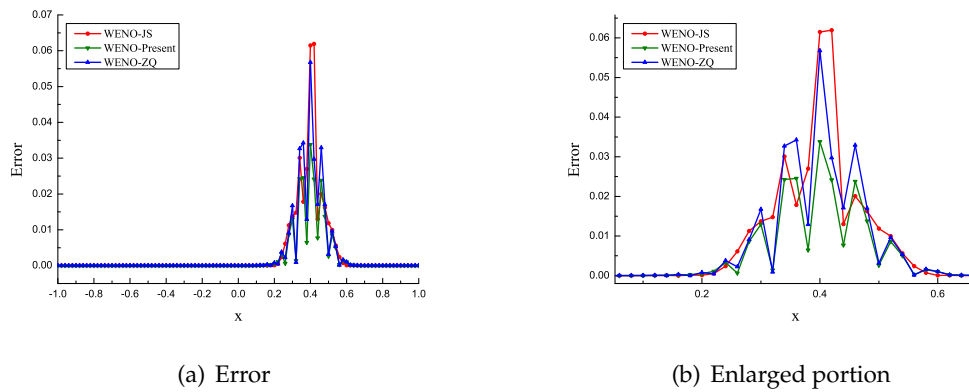 WENO-JS
WENO-Present
WENO-ZQ
Error
0.07
0.06
0.05
0.04
0.03
0.02
0.01
0.00
-1.0 -0.8 -0.6 -0.4 -0.2 0.0 0.2 0.4 0.6 0.8 1.0
x
(a) Error
WENO-JS
WENO-Present
WENO-ZQ
Error
0.06
0.05
0.04
0.03
0.02
0.01
0.00
0.2 0.4 0.6
x
(b) Enlarged portion